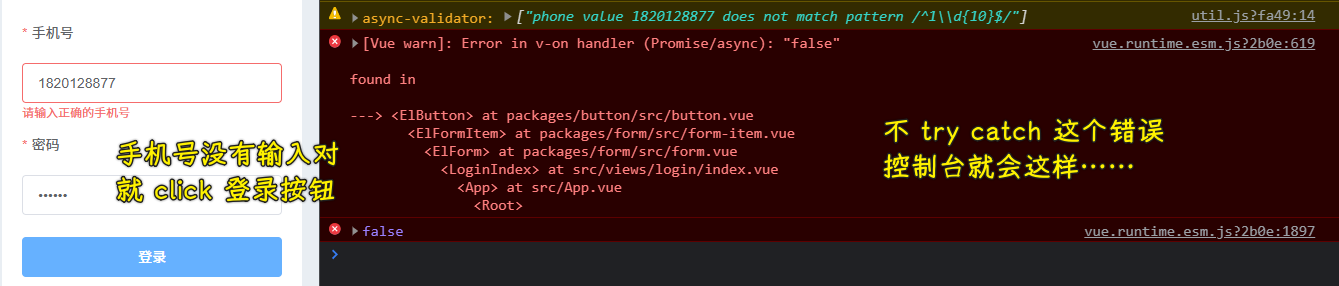 * 手机号
1820128877
请输入正确的手机号
* 密码
登录
手机号没有输入对
就 click 登录按钮
async-validator: ["phone value 1820128877 does not match pattern /^1\\d{10}$/"] util.js?fa49:14
[Vue warn]: Error in v-on handler (Promise/async): "false" vue.runtime.esm.js?2b0e:619
found in
---> <ElButton> at packages/button/src/button.vue
<ElFormItem> at packages/form/src/form-item.vue
<ElForm> at packages/form/src/form.vue
<LoginIndex> at src/views/login/index.vue
<App> at src/App.vue
<Root>
false vue.runtime.esm.js?2b0e:1897
不 try catch 这个错误
控制台就会这样……